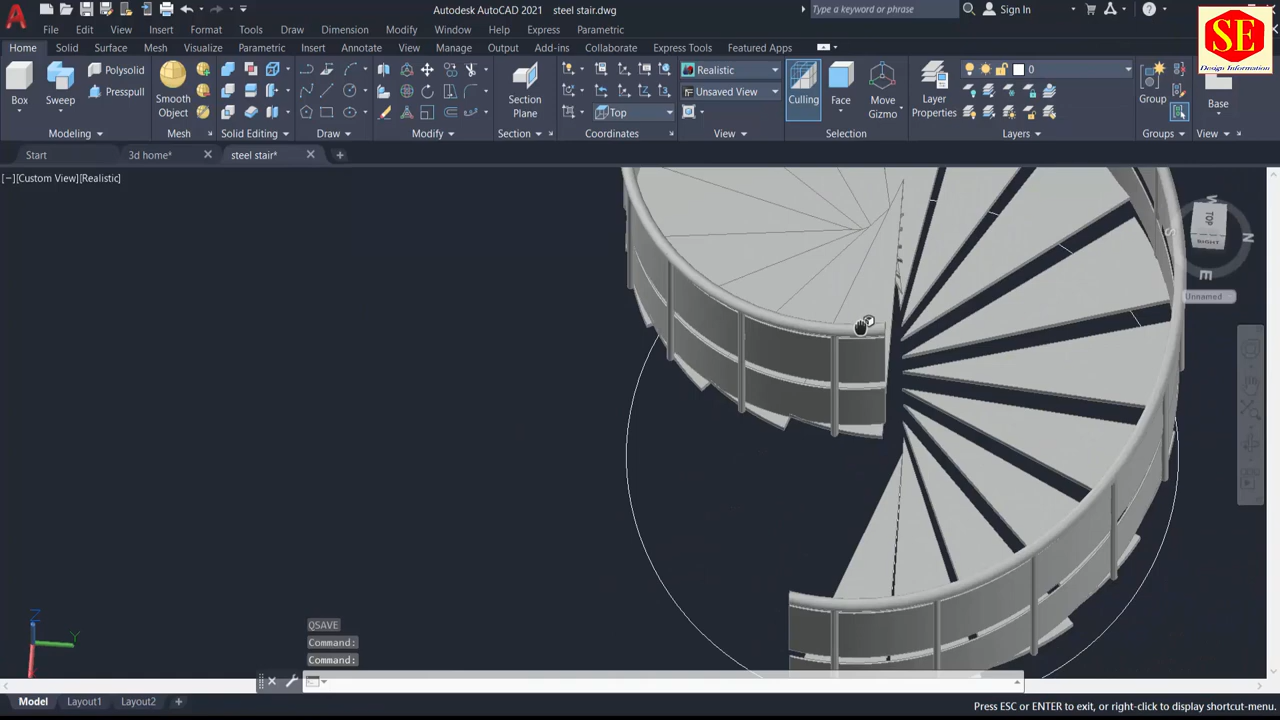 Autodesk AutoCAD 2021 steel stair.dwg
Type a keyword or phrase
Sign In
File Edit View Insert Format Tools Draw Dimension Modify Window Help Express Parametric
Home Solid Surface Mesh Visualize Parametric Insert Annotate View Manage Output Add-ins Collaborate Express Tools Featured Apps
SE
Design Information
Box
Sweep
Polysolid
Presspull
Smooth
Object
Section
Plane
Realistic
Unsaved View
Top
Culling
Face
Move
Gizmo
Layer
Properties
0
Group
Base
Modeling Mesh Solid Editing Draw Modify Section Coordinates View Selection Layers Groups View
Start 3d home* steel stair*
[−][Custom View][Realistic]
W
TOP
RIGHT
S
N
E
Unnamed
Z
Y
QSAVE
Command:
Command:
Model Layout1 Layout2
Press ESC or ENTER to exit, or right-click to display shortcut-menu.